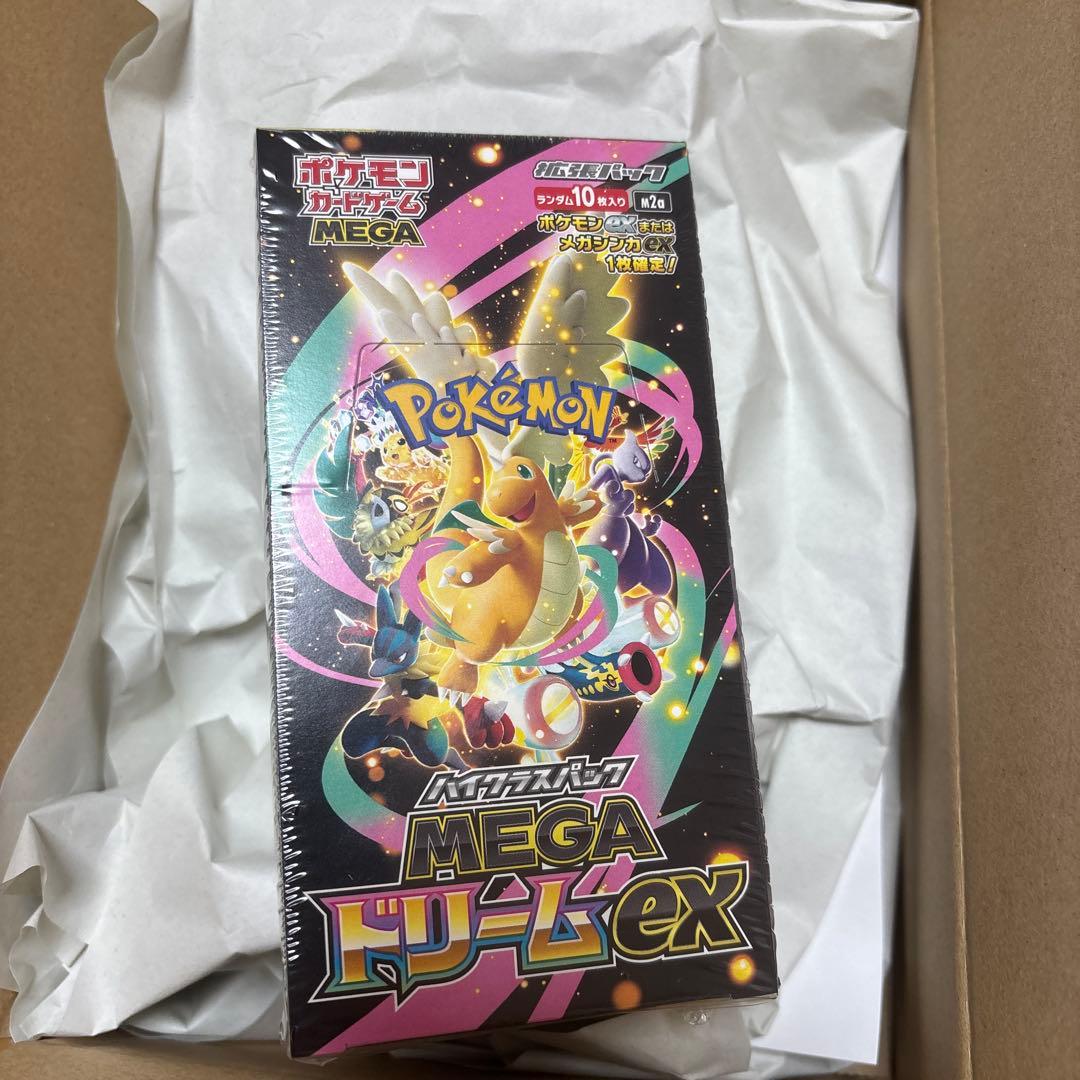 ポケモン
カードゲーム
MEGA
拡張パック
ランダム10枚入り M2a
ポケモンexまたは
メガシンカex
1枚確定!
POKéMON
TM
ハイクラスパック
MEGA
ドリームex